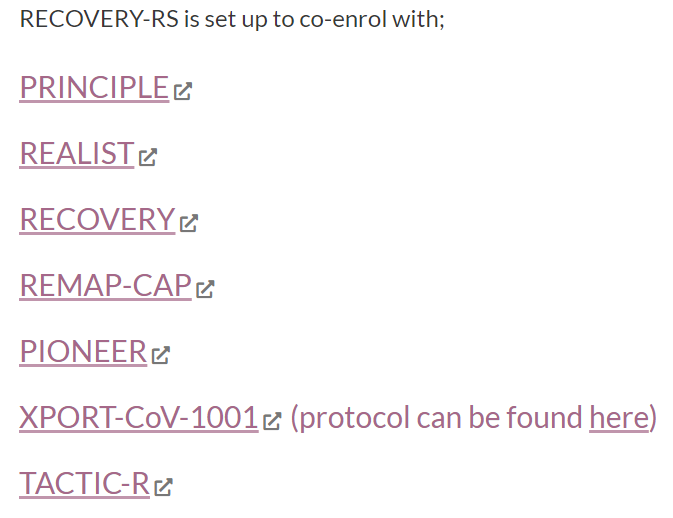 RECOVERY-RS is set up to co-enrol with;
PRINCIPLE
REALIST
RECOVERY
REMAP-CAP
PIONEER
XPORT-CoV-1001 (protocol can be found here)
TACTIC-R